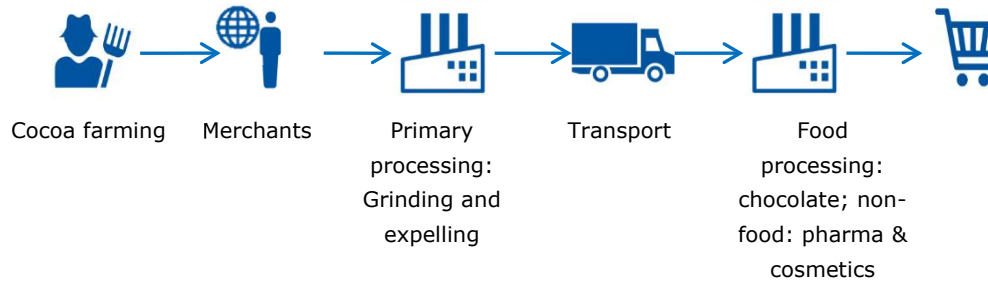 Cocoa farming
Merchants
Primary
processing:
Grinding and
expelling
Transport
Food
processing:
chocolate; non-
food: pharma &
cosmetics